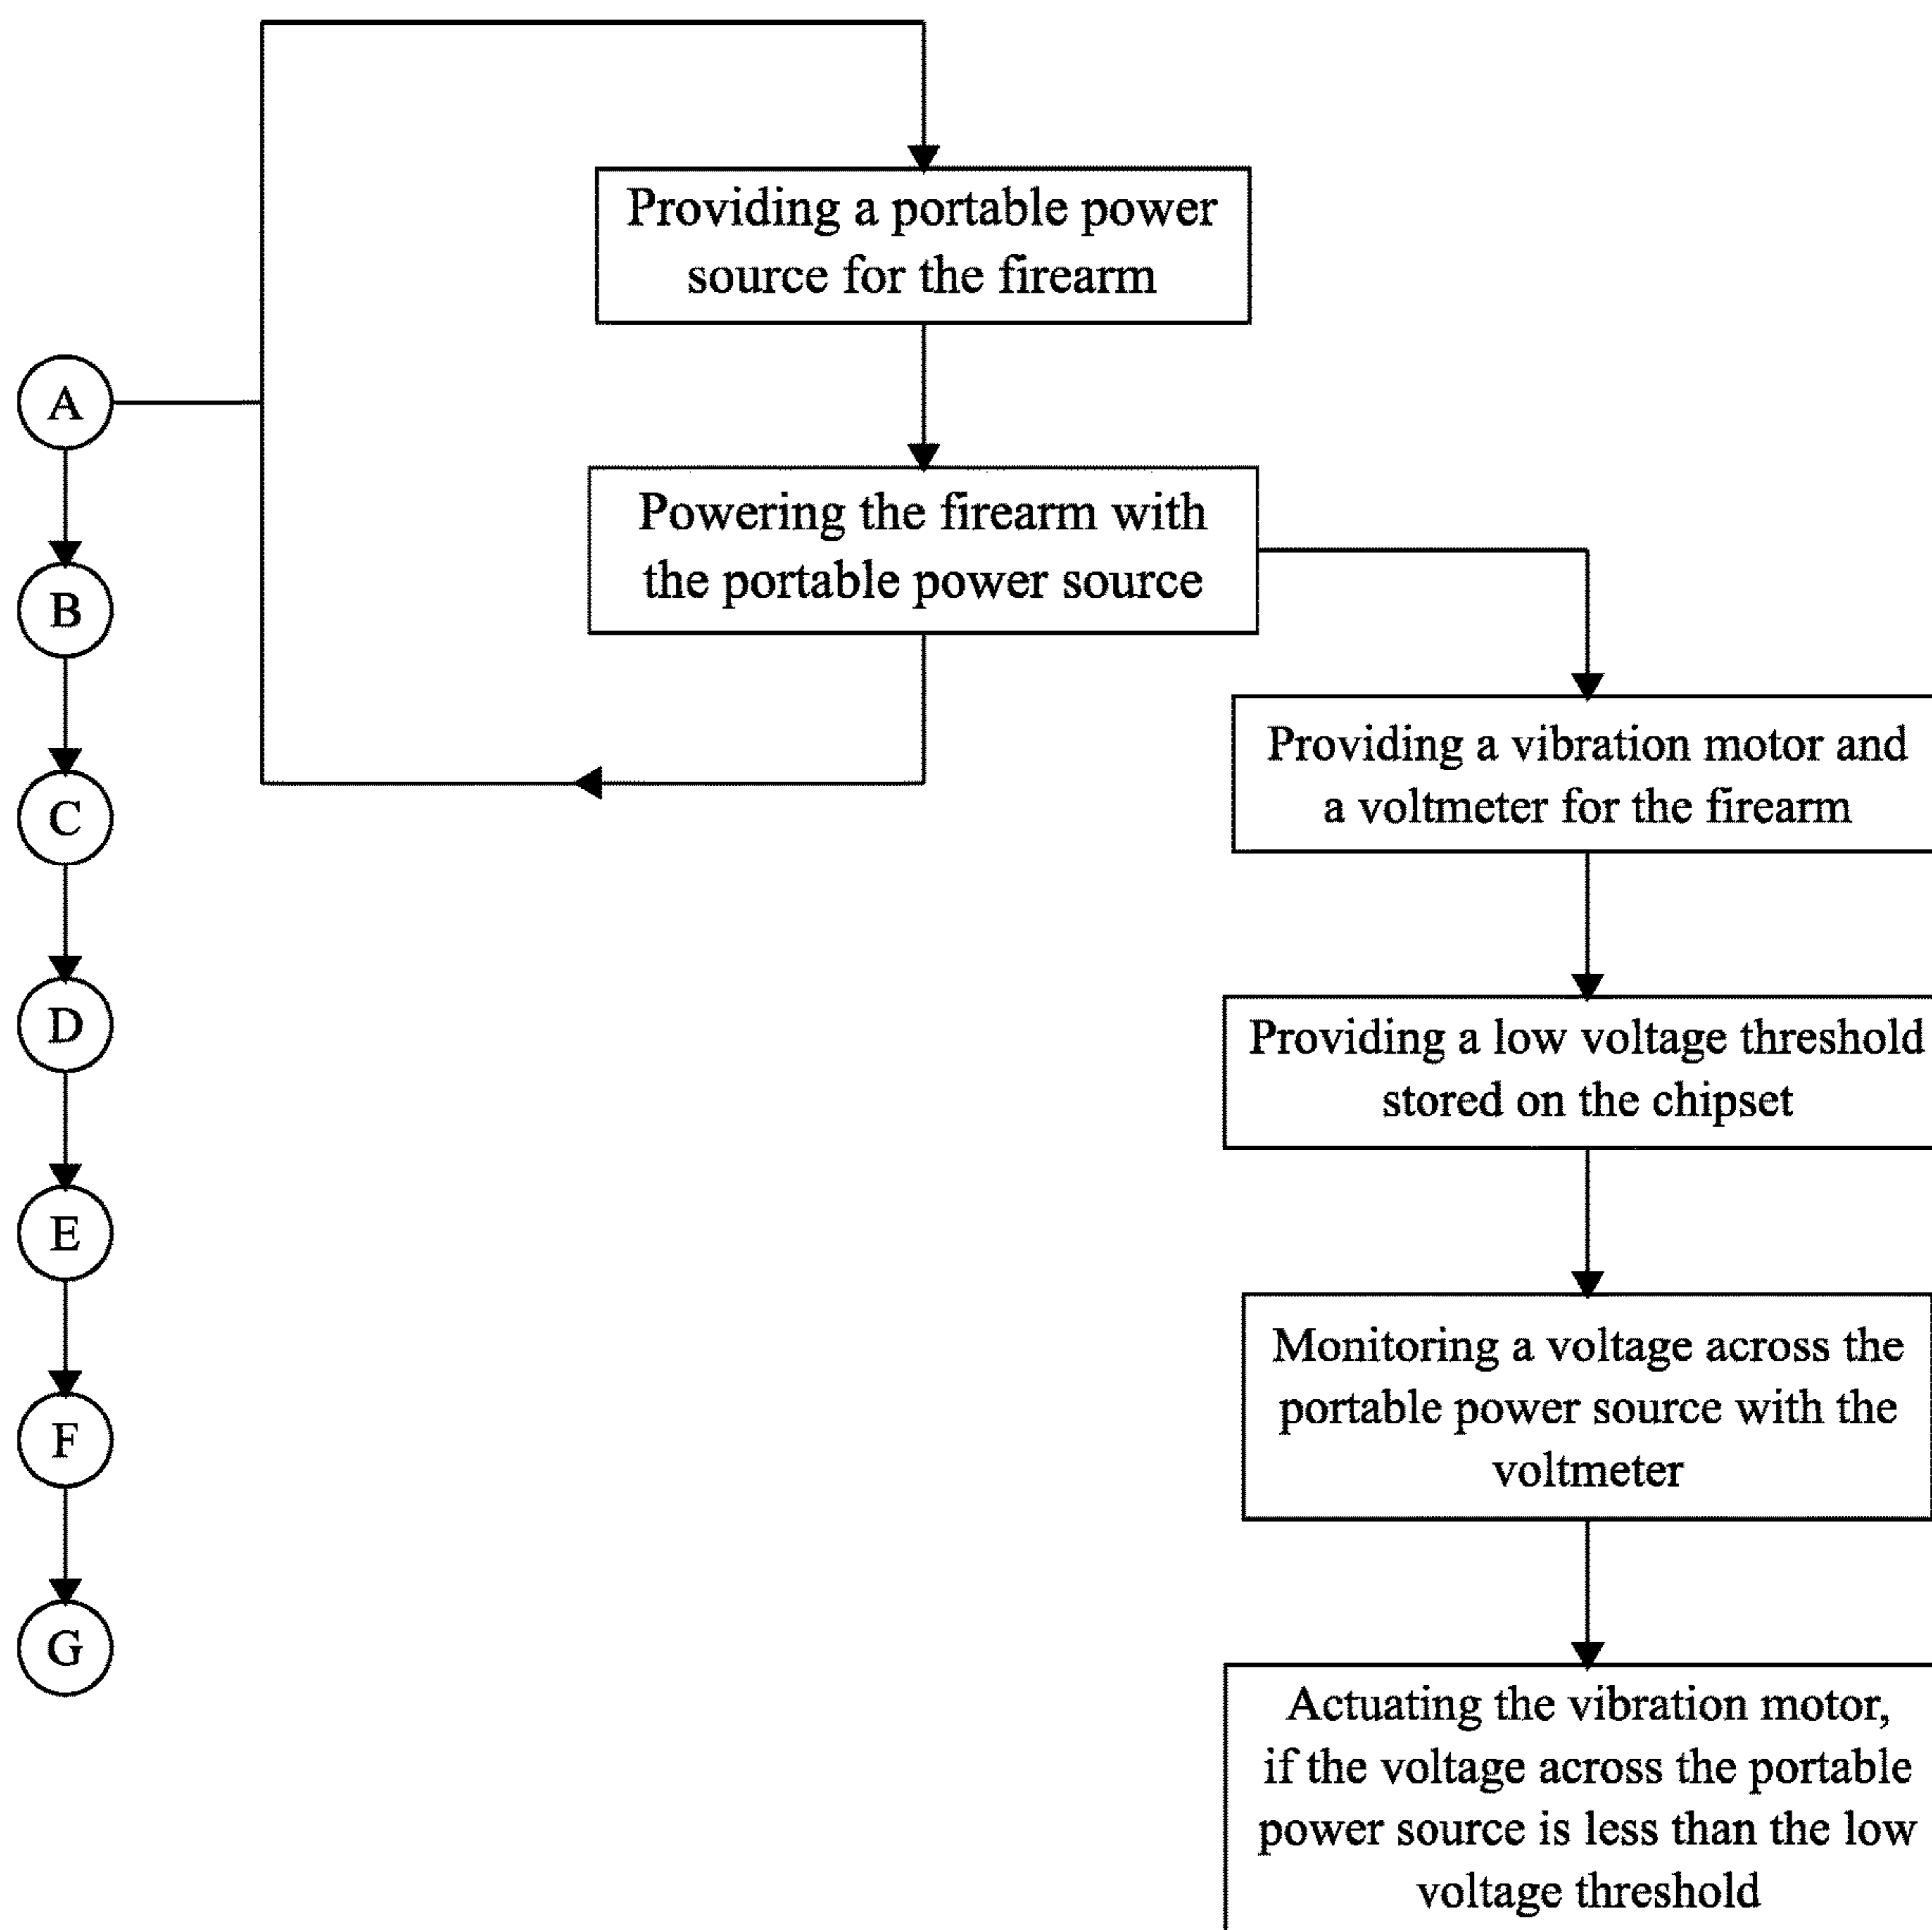 Providing a portable power
source for the firearm
A
Powering the firearm with
the portable power source
B
Providing a vibration motor and
a voltmeter for the firearm
C
D
Providing a low voltage threshold
stored on the chipset
E
Monitoring a voltage across the
portable power source with the
voltmeter
F
G
Actuating the vibration motor,
if the voltage across the portable
power source is less than the low
voltage threshold